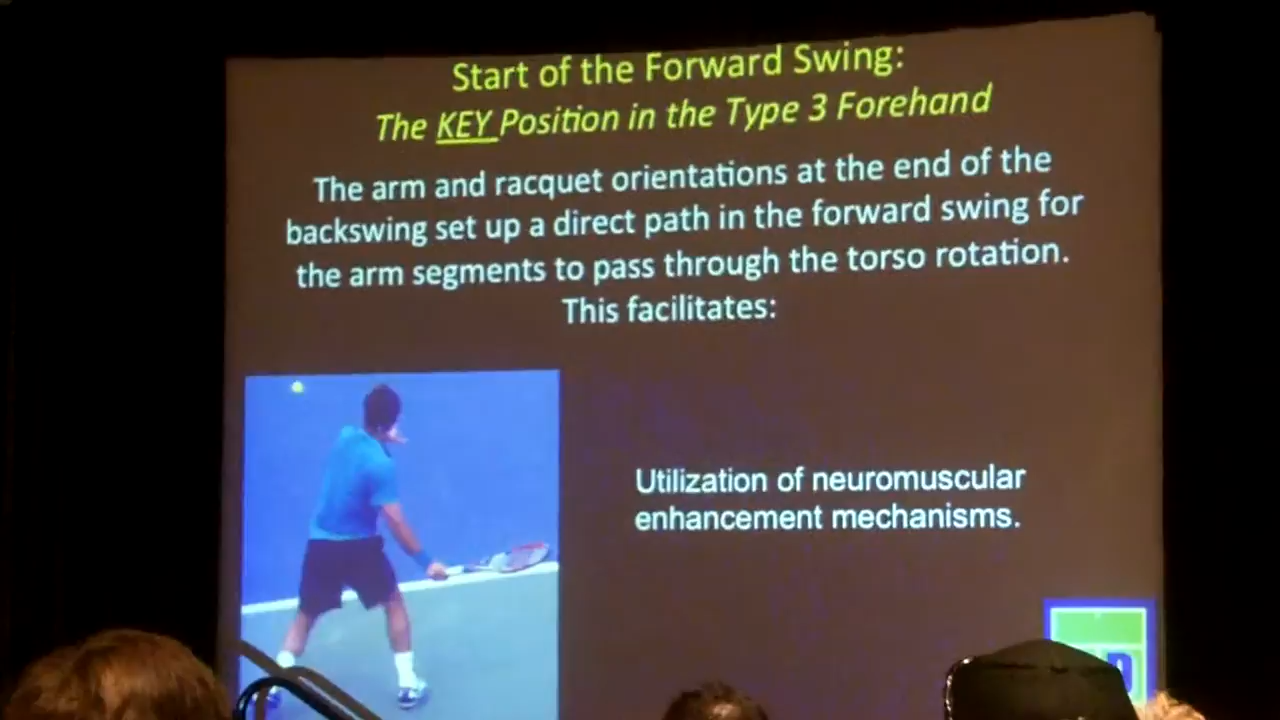 Start of the Forward Swing:
The KEY Position in the Type 3 Forehand
The arm and racquet orientations at the end of the
backswing set up a direct path in the forward swing for
the arm segments to pass through the torso rotation.
This facilitates:
Utilization of neuromuscular
enhancement mechanisms.